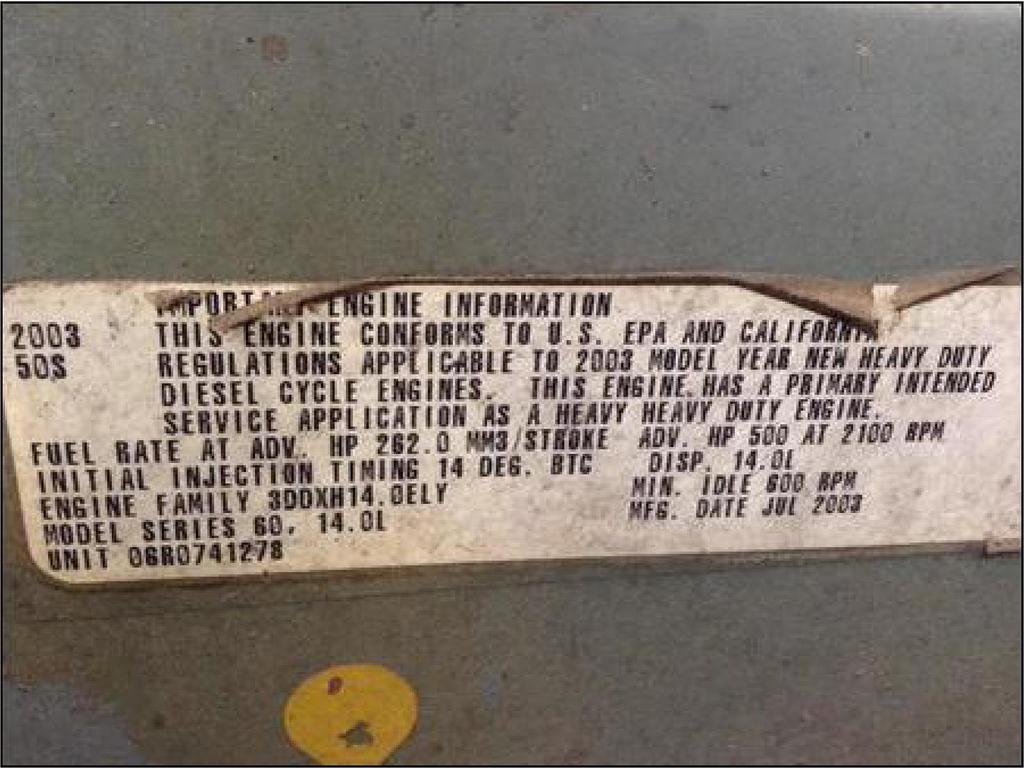 IMPORTANT ENGINE INFORMATION
2003 THIS ENGINE CONFORMS TO U.S. EPA AND CALIFORNIA
50S REGULATIONS APPLICABLE TO 2003 MODEL YEAR NEW HEAVY DUTY
DIESEL CYCLE ENGINES. THIS ENGINE HAS A PRIMARY INTENDED
SERVICE APPLICATION AS A HEAVY HEAVY DUTY ENGINE.
FUEL RATE AT ADV. HP 262.0 MM3/STROKE ADV. HP 500 AT 2100 RPM
INITIAL INJECTION TIMING 14 DEG. BTC DISP. 14.0L
ENGINE FAMILY 3DDXH14.0ELY MIN. IDLE 600 RPM
MODEL SERIES 60, 14.0L MFG. DATE JUL 2003
UNIT 06R0741278